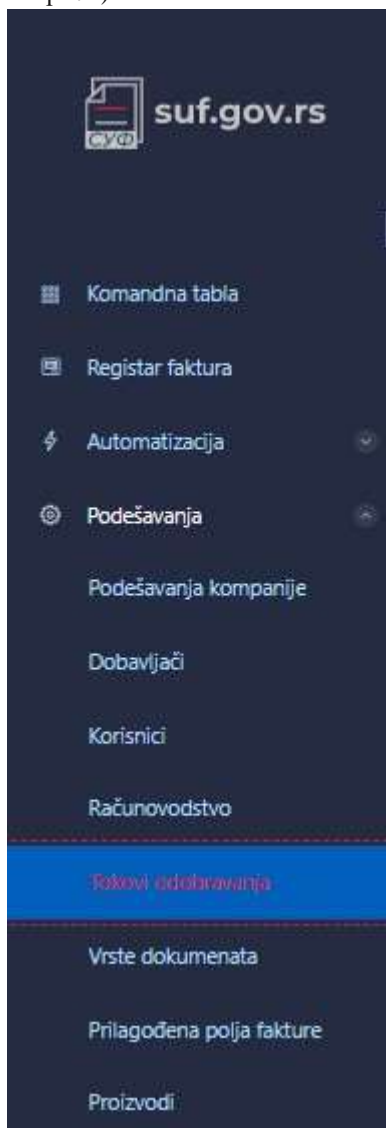 СУФ
suf.gov.rs
Komandna tabla
Registar faktura
Automatizacija
Podešavanja
Podešavanja kompanije
Dobavljači
Korisnici
Računovodstvo
Tokovi odobravanja
Vrste dokumenata
Prilagođena polja fakture
Proizvodi